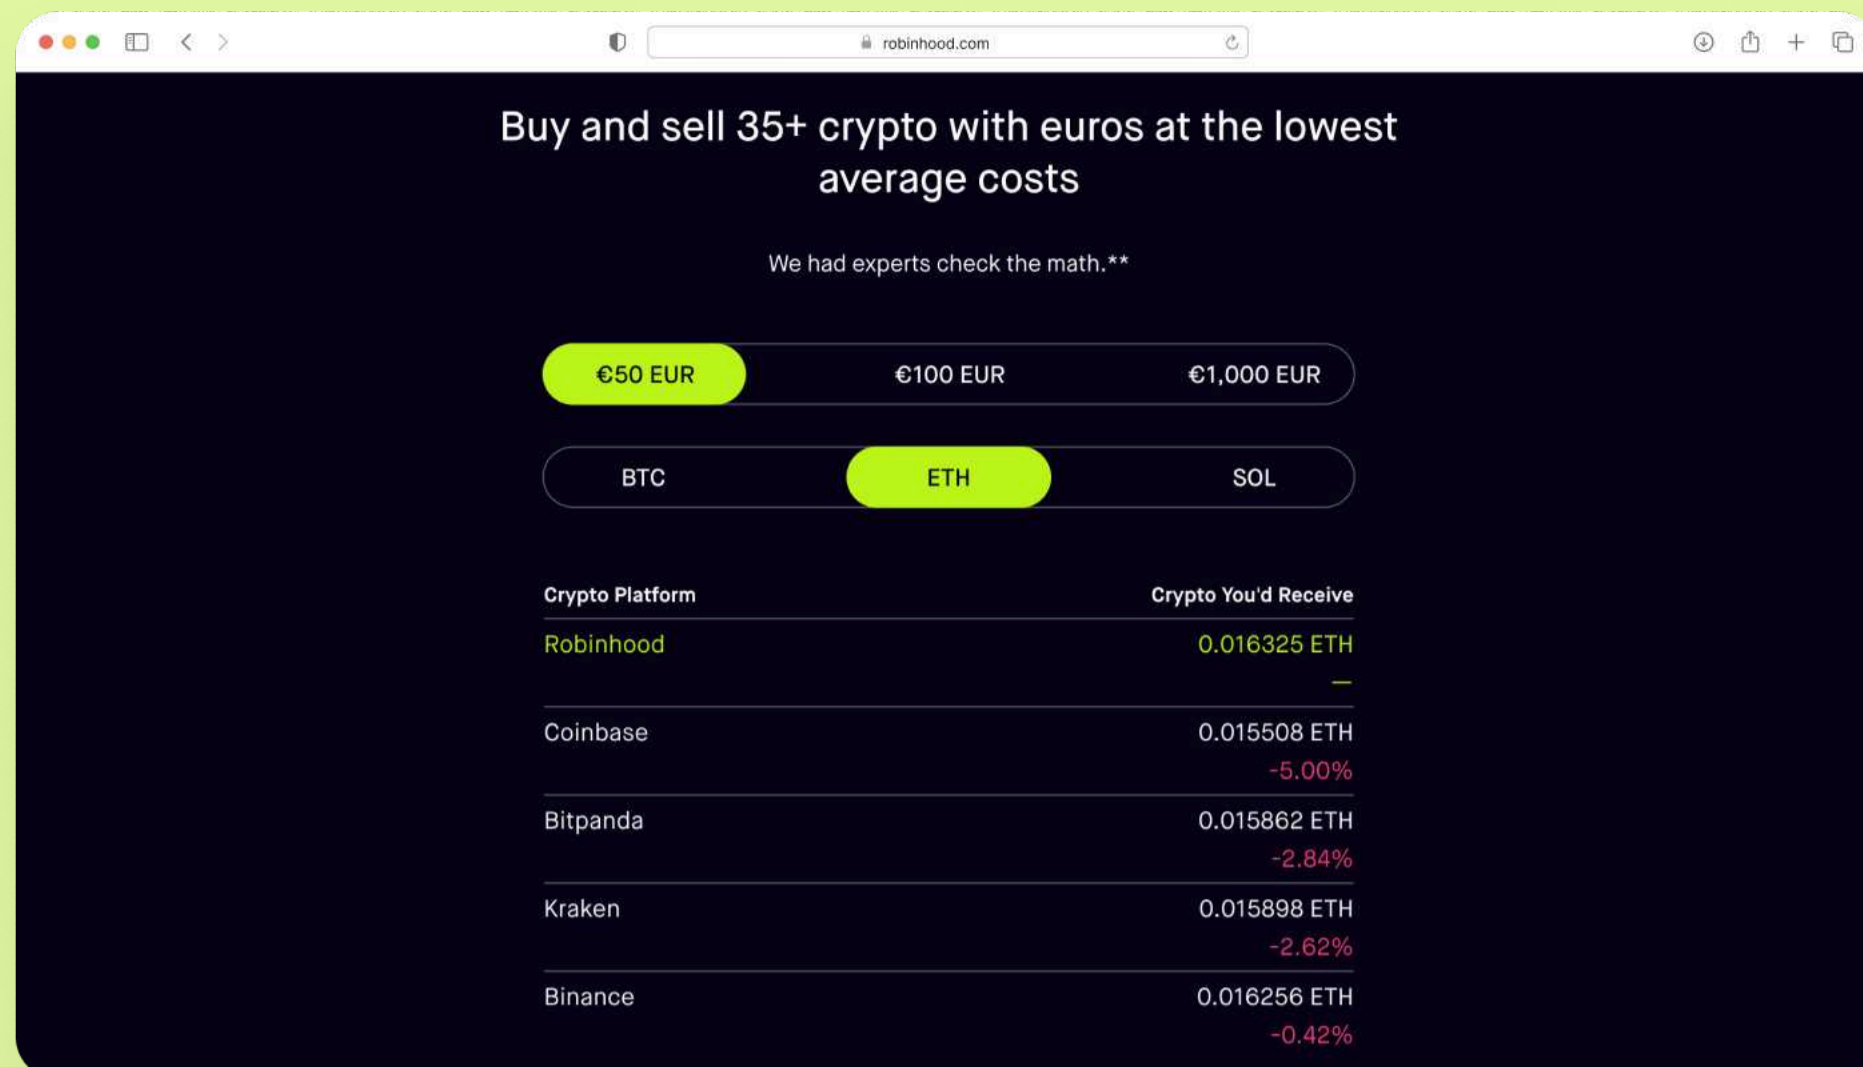 robinhood.com
Buy and sell 35+ crypto with euros at the lowest
average costs
We had experts check the math.**
€50 EUR €100 EUR €1,000 EUR
BTC ETH SOL
Crypto Platform Crypto You'd Receive
Robinhood 0.016325 ETH
—
Coinbase 0.015508 ETH
-5.00%
Bitpanda 0.015862 ETH
-2.84%
Kraken 0.015898 ETH
-2.62%
Binance 0.016256 ETH
-0.42%